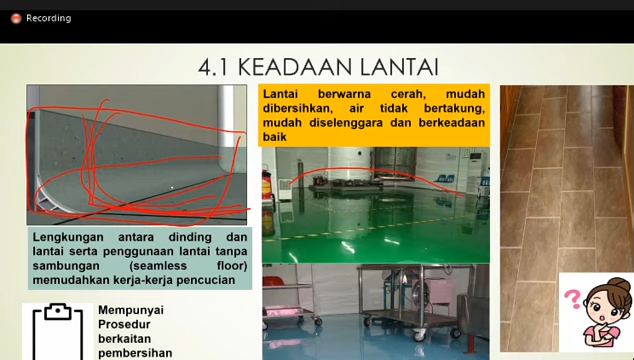 Recording
4.1 KEADAAN LANTAI
Lantai berwarna cerah, mudah
dibersihkan, air tidak bertakung,
mudah diselenggara dan berkeadaan
baik
Lengkungan antara dinding dan
lantai serta penggunaan lantai tanpa
sambungan (seamless floor)
memudahkan kerja-kerja pencucian
Mempunyai
Prosedur
berkaitan
pembersihan
?